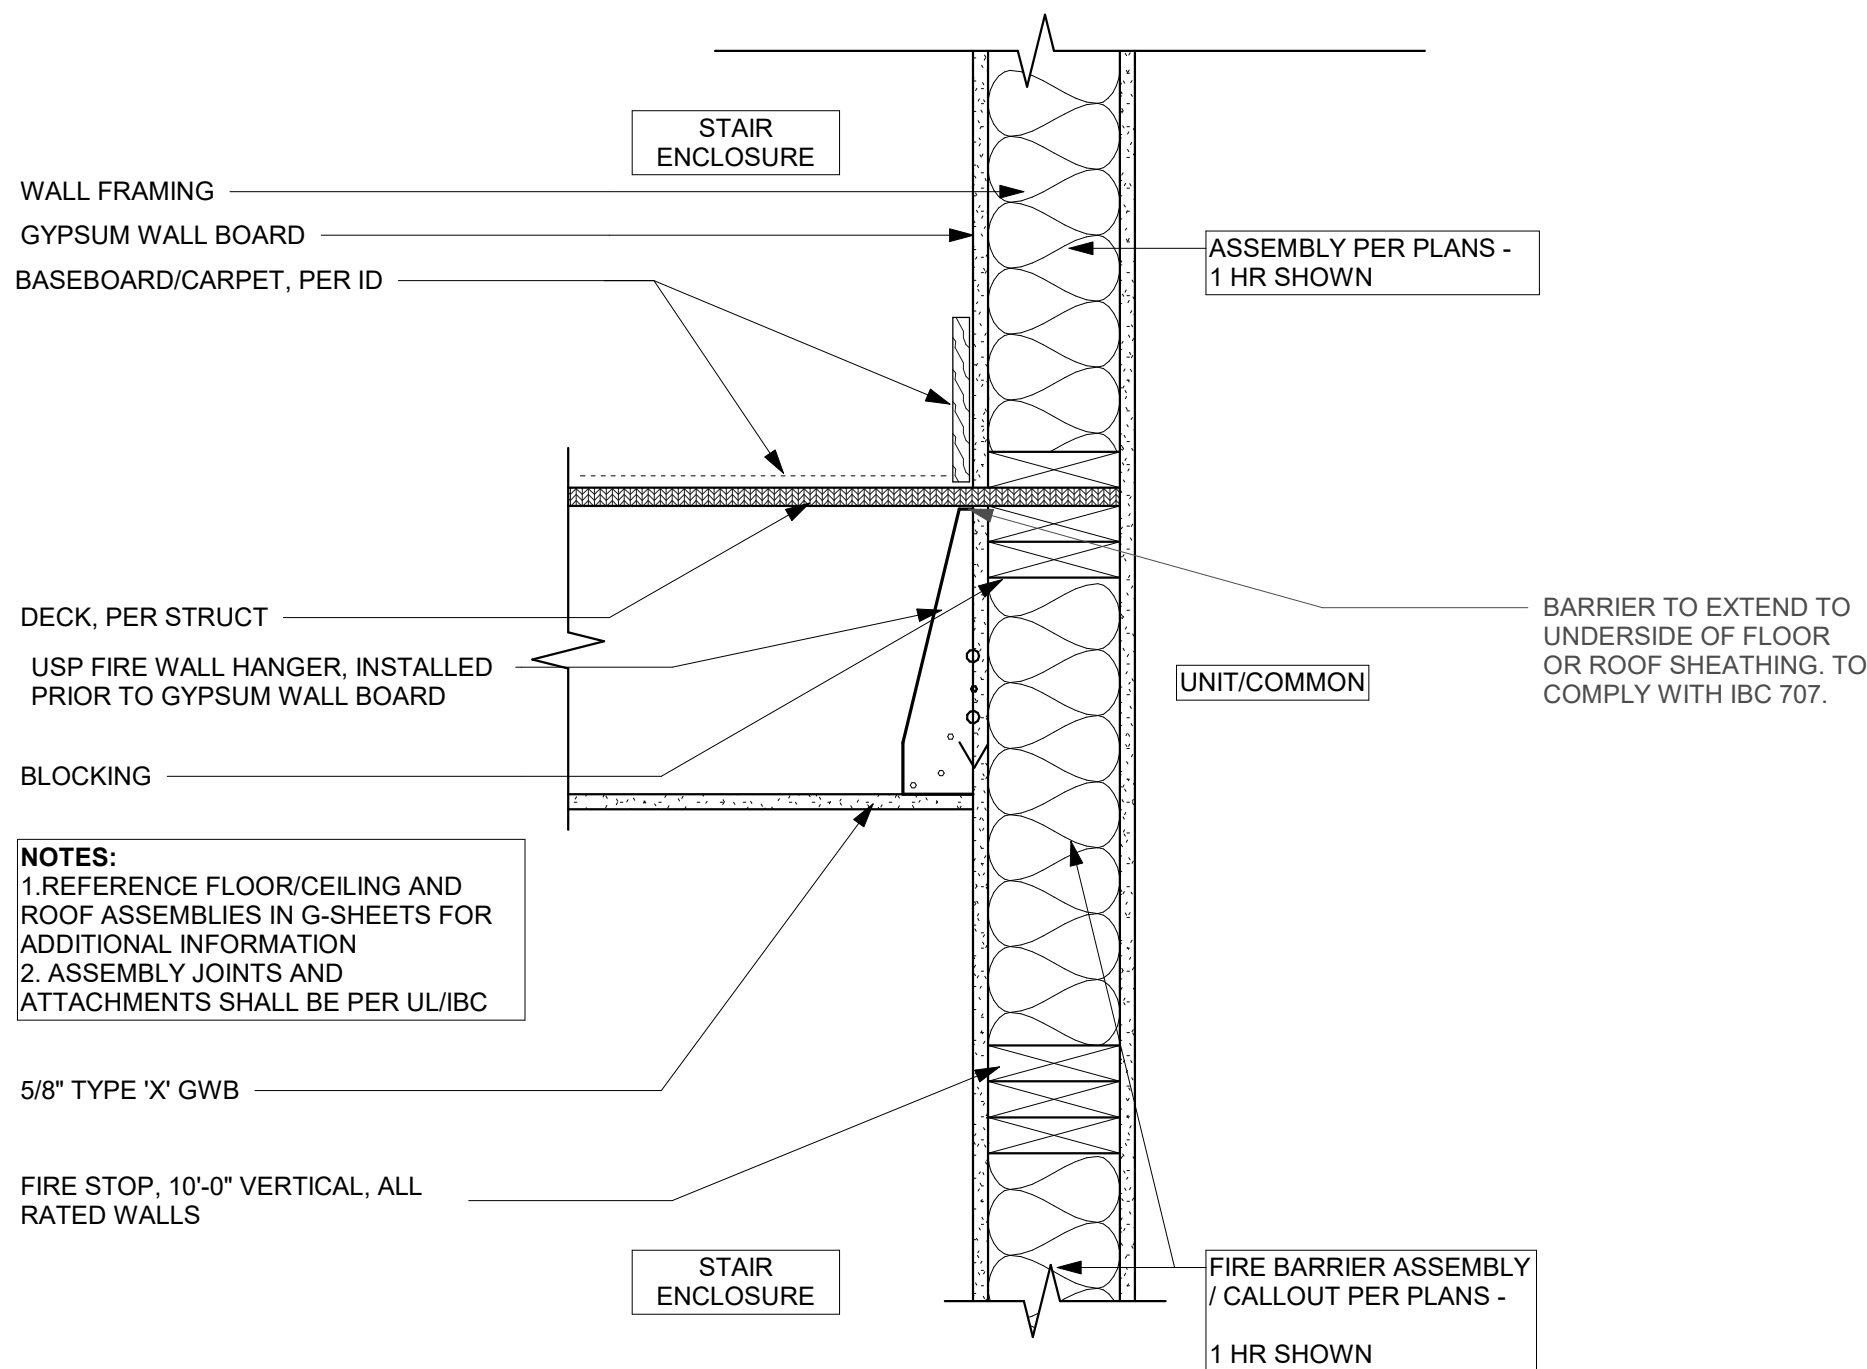 STAIR
ENCLOSURE
WALL FRAMING
GYPSUM WALL BOARD
BASEBOARD/CARPET, PER ID
ASSEMBLY PER PLANS -
1 HR SHOWN
DECK, PER STRUCT
USP FIRE WALL HANGER, INSTALLED
PRIOR TO GYPSUM WALL BOARD
BLOCKING
BARRIER TO EXTEND TO
UNDERSIDE OF FLOOR
OR ROOF SHEATHING. TO
COMPLY WITH IBC 707.
UNIT/COMMON
NOTES:
1.REFERENCE FLOOR/CEILING AND
ROOF ASSEMBLIES IN G-SHEETS FOR
ADDITIONAL INFORMATION
2. ASSEMBLY JOINTS AND
ATTACHMENTS SHALL BE PER UL/IBC
5/8" TYPE 'X' GWB
FIRE STOP, 10'-0" VERTICAL, ALL
RATED WALLS
STAIR
ENCLOSURE
FIRE BARRIER ASSEMBLY
/ CALLOUT PER PLANS -
1 HR SHOWN